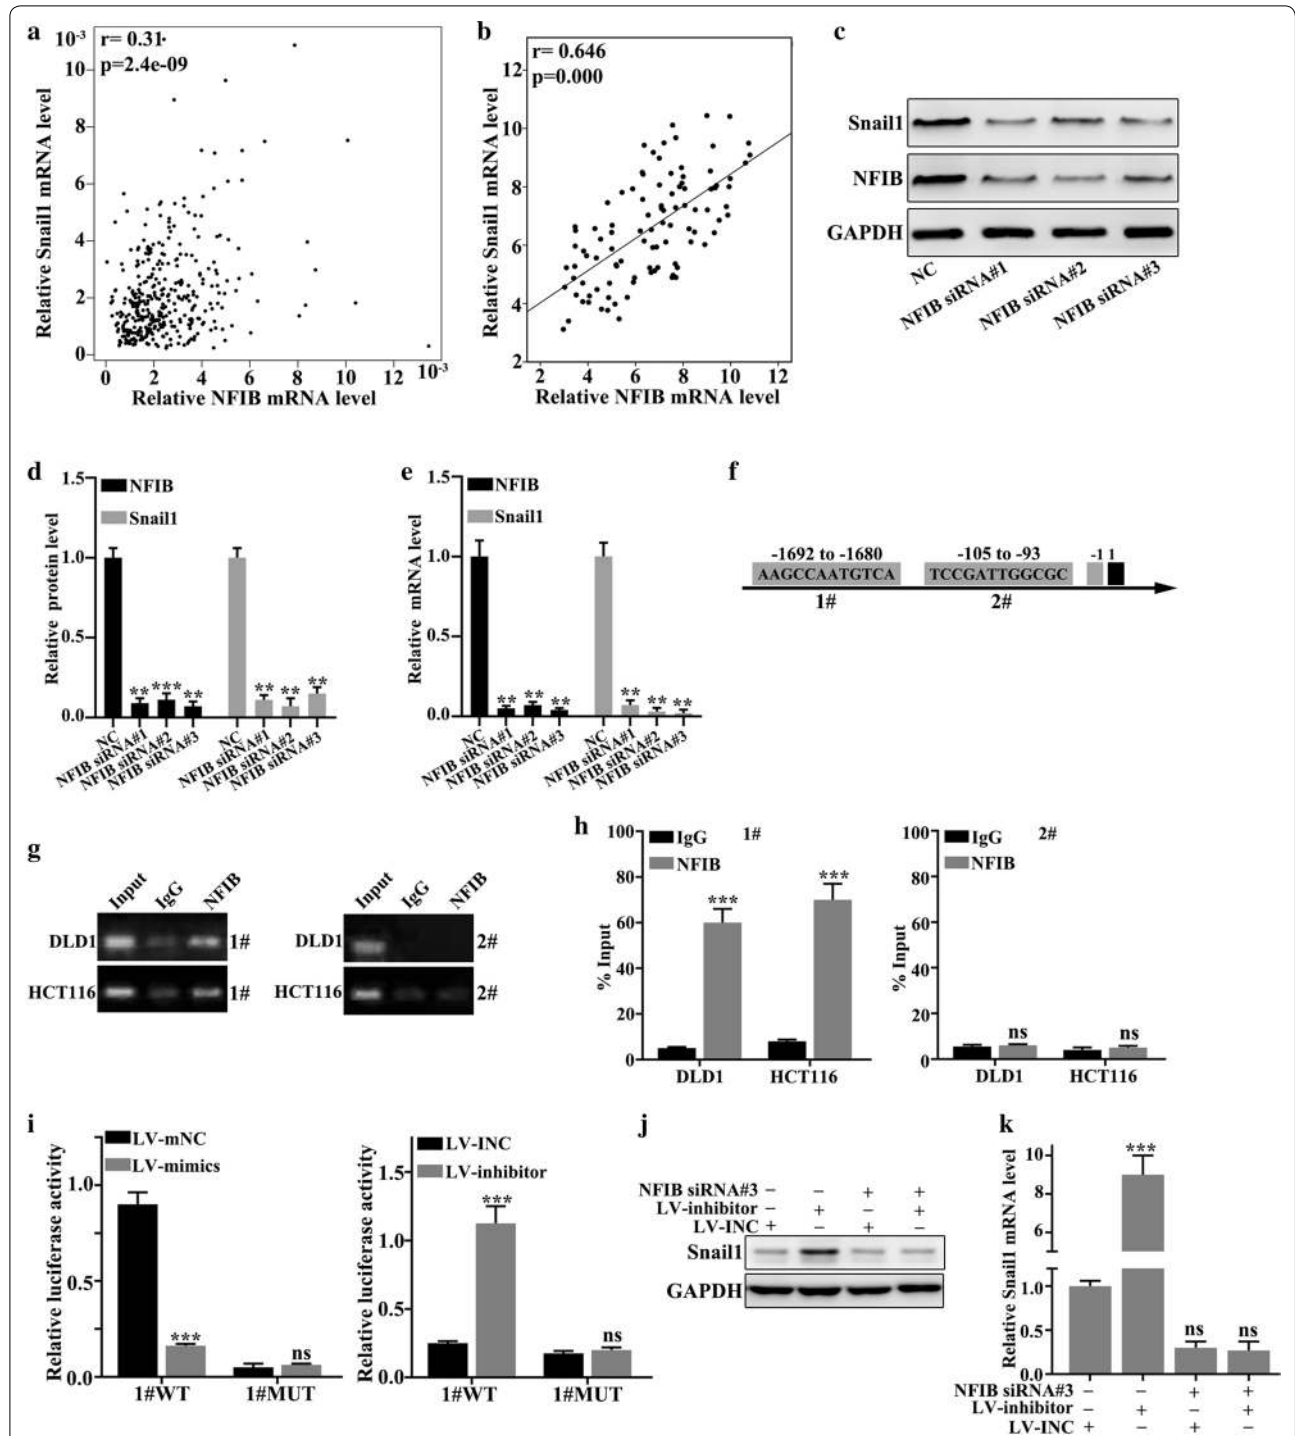 a
r= 0.31
p=2.4e-09
10-3
10
8
6
4
2
0
Relative Snail1 mRNA level
0 2 4 6 8 10 12 10-3
Relative NFIB mRNA level
b
r= 0.646
p=0.000
12
10
8
6
4
2
Relative Snail1 mRNA level
2 4 6 8 10 12
Relative NFIB mRNA level
c
Snail1
NFIB
GAPDH
NC
NFIB siRNA#1
NFIB siRNA#2
NFIB siRNA#3
d
NFIB
Snail1
Relative protein level
1.5
1.0
0.5
0.0
** *** ** ** ** **
NC
NFIB siRNA#1
NFIB siRNA#2
NFIB siRNA#3
NC
NFIB siRNA#1
NFIB siRNA#2
NFIB siRNA#3
e
NFIB
Snail1
Relative mRNA level
1.5
1.0
0.5
0.0
** ** ** ** ** **
NC
NFIB siRNA#1
NFIB siRNA#2
NFIB siRNA#3
NC
NFIB siRNA#1
NFIB siRNA#2
NFIB siRNA#3
f
-1692 to -1680 -105 to -93 -1 1
AAGCCAATGTCA TCCGATTGGCGC
1# 2#
g
Input IgG NFIB
DLD1 1#
HCT116 1#
Input IgG NFIB
DLD1 2#
HCT116 2#
h
IgG 1#
NFIB
% Input
100
80
60
40
20
0
*** ***
DLD1 HCT116
IgG 2#
NFIB
% Input
100
80
60
40
20
0
ns ns
DLD1 HCT116
i
LV-mNC
LV-mimics
Relative luciferase activity
1.0
0.5
0.0
*** ns
1#WT 1#MUT
LV-INC
LV-inhibitor
Relative luciferase activity
1.5
1.0
0.5
0.0
*** ns
1#WT 1#MUT
j
NFIB siRNA#3 − − + +
LV-inhibitor − + − +
LV-INC + − + −
Snail1
GAPDH
k
Relative Snail1 mRNA level
10
8
6
1.0
0.5
0.0
*** ns ns
NFIB siRNA#3 − − + +
LV-inhibitor − + − +
LV-INC + − + −